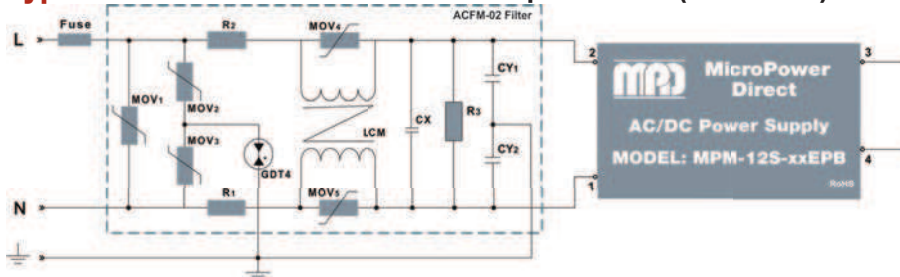 ACFM-02 Filter
L
Fuse
R2
MOV4
MOV1
MOV2
MOV3
GDT4
LCM
CX
R3
CY1
CY2
N
R1
MOV5
2
3
1
4
MPD
MicroPower
Direct
AC/DC Power Supply
MODEL: MPM-12S-xxEPB
RoHS